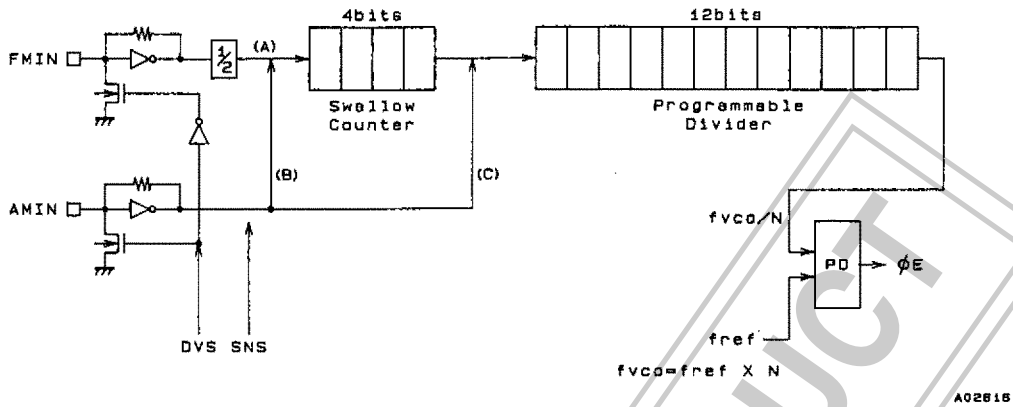 4bits
12bits
FMIN
1/2
(A)
Swallow
Counter
Programmable
Divider
(B)
(C)
AMIN
fvco/N
PD
φE
DVS SNS
fref
fvco=fref X N
UCT
A02616